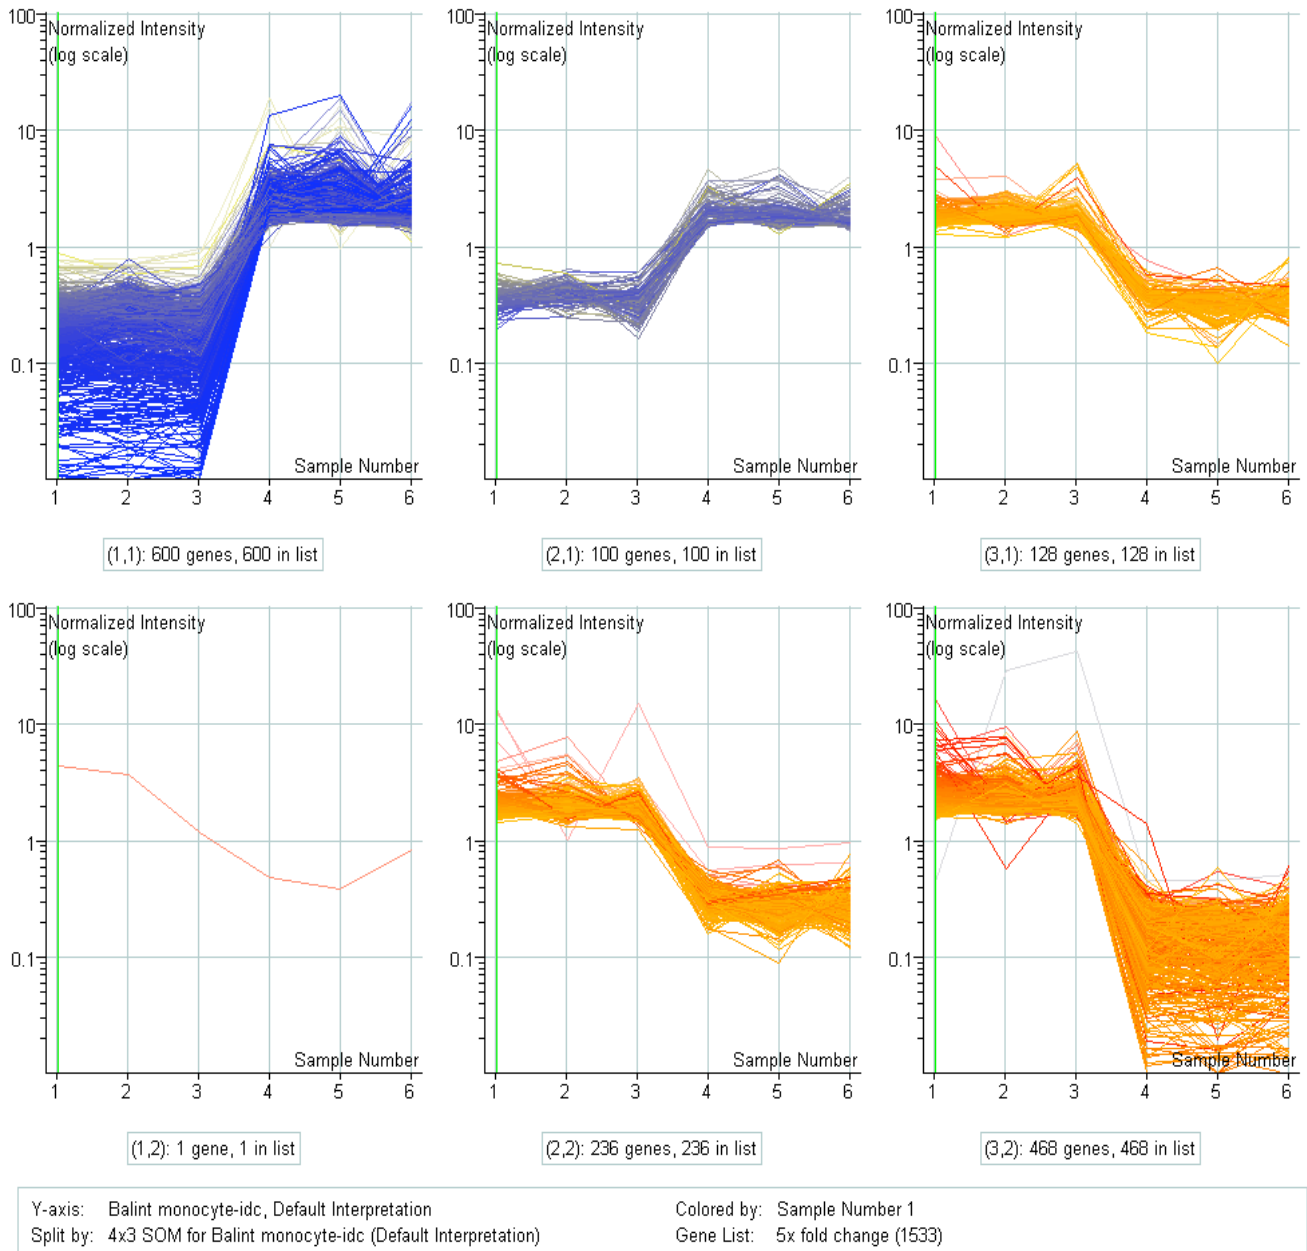 100
Normalized Intensity
(log scale)
10
1
0.1
Sample Number
1 2 3 4 5 6
(1,1): 600 genes, 600 in list
100
Normalized Intensity
(log scale)
10
1
0.1
Sample Number
1 2 3 4 5 6
(2,1): 100 genes, 100 in list
100
Normalized Intensity
(log scale)
10
1
0.1
Sample Number
1 2 3 4 5 6
(3,1): 128 genes, 128 in list
100
Normalized Intensity
(log scale)
10
1
0.1
Sample Number
1 2 3 4 5 6
(1,2): 1 gene, 1 in list
100
Normalized Intensity
(log scale)
10
1
0.1
Sample Number
1 2 3 4 5 6
(2,2): 236 genes, 236 in list
100
Normalized Intensity
(log scale)
10
1
0.1
Sample Number
1 2 3 4 5 6
(3,2): 468 genes, 468 in list
Y-axis: Balint monocyte-idc, Default Interpretation
Split by: 4x3 SOM for Balint monocyte-idc (Default Interpretation)
Colored by: Sample Number 1
Gene List: 5x fold change (1533)